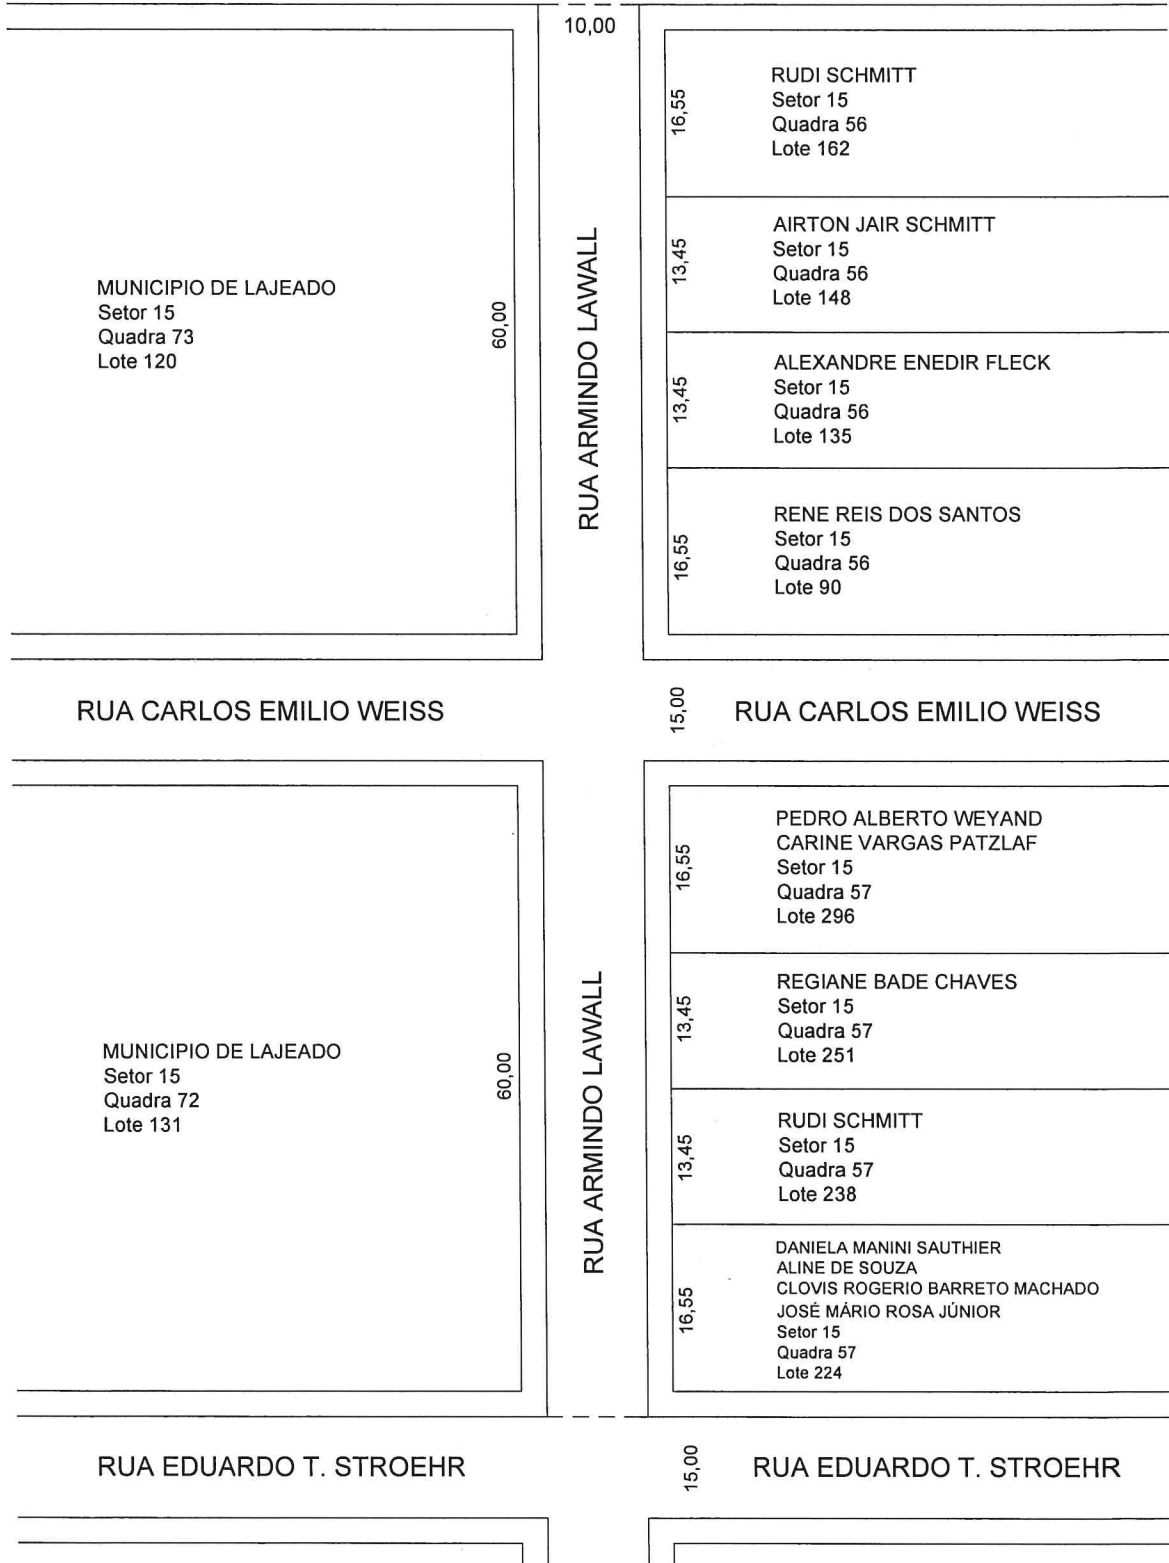 10,00
MUNICIPIO DE LAJEADO
Setor 15
Quadra 73
Lote 120
60,00
RUA ARMINDO LAWALL
16,55
RUDI SCHMITT
Setor 15
Quadra 56
Lote 162
13,45
AIRTON JAIR SCHMITT
Setor 15
Quadra 56
Lote 148
13,45
ALEXANDRE ENEDIR FLECK
Setor 15
Quadra 56
Lote 135
16,55
RENE REIS DOS SANTOS
Setor 15
Quadra 56
Lote 90
RUA CARLOS EMILIO WEISS
15,00
RUA CARLOS EMILIO WEISS
MUNICIPIO DE LAJEADO
Setor 15
Quadra 72
Lote 131
60,00
RUA ARMINDO LAWALL
16,55
PEDRO ALBERTO WEYAND
CARINE VARGAS PATZLAF
Setor 15
Quadra 57
Lote 296
13,45
REGIANE BADE CHAVES
Setor 15
Quadra 57
Lote 251
13,45
RUDI SCHMITT
Setor 15
Quadra 57
Lote 238
16,55
DANIELA MANINI SAUTHIER
ALINE DE SOUZA
CLOVIS ROGERIO BARRETO MACHADO
JOSÉ MÁRIO ROSA JÚNIOR
Setor 15
Quadra 57
Lote 224
RUA EDUARDO T. STROEHR
15,00
RUA EDUARDO T. STROEHR